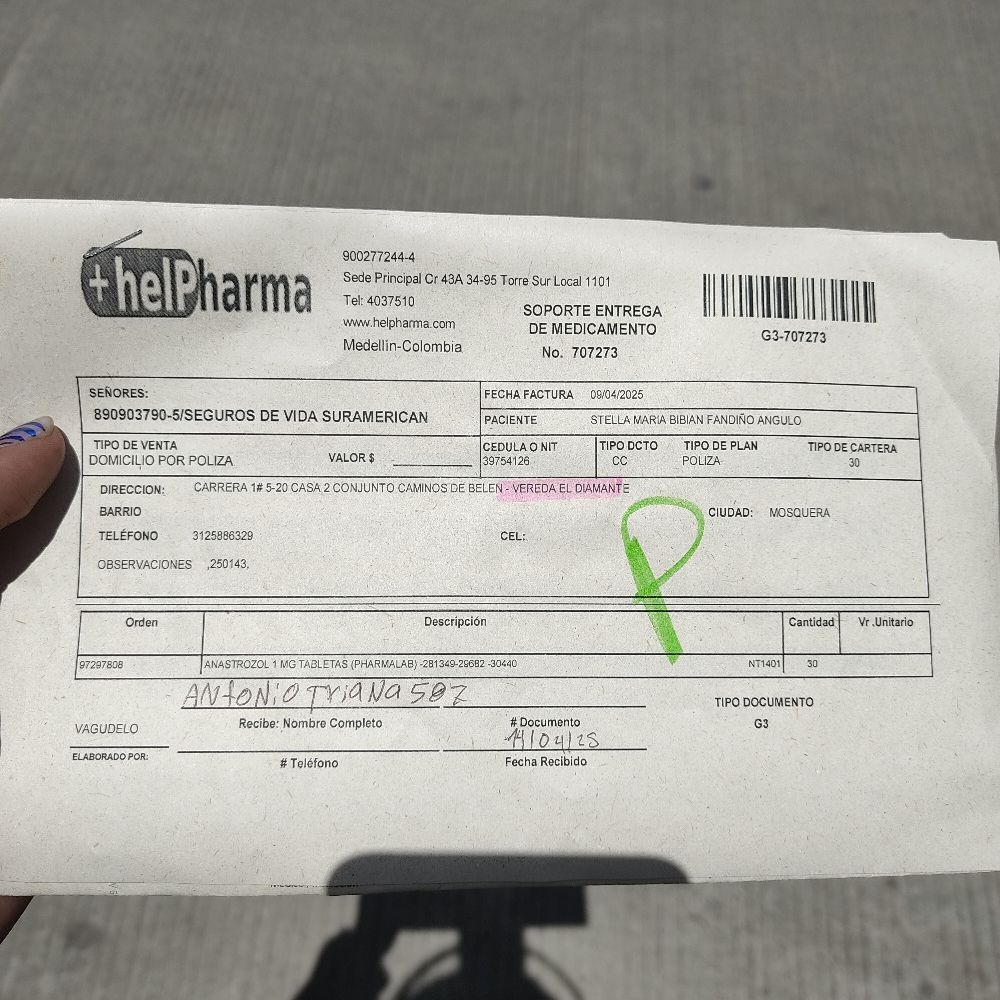 +helPharma
900277244-4
Sede Principal Cr 43A 34-95 Torre Sur Local 1101
Tel: 4037510
www.helpharma.com
Medellin-Colombia
SOPORTE ENTREGA
DE MEDICAMENTO
No. 707273
G3-707273
SEÑORES:
890903790-5/SEGUROS DE VIDA SURAMERICAN
FECHA FACTURA 09/04/2025
PACIENTE STELLA MARIA BIBIAN FANDIÑO ANGULO
TIPO DE VENTA
DOMICILIO POR POLIZA
VALOR $
CEDULA O NIT
39754126
TIPO DCTO
CC
TIPO DE PLAN
POLIZA
TIPO DE CARTERA
30
DIRECCION: CARRERA 1# 5-20 CASA 2 CONJUNTO CAMINOS DE BELEN - VEREDA EL DIAMANTE
BARRIO
CIUDAD: MOSQUERA
TELÉFONO 3125886329
CEL:
OBSERVACIONES ,250143,
P
Orden Descripción Cantidad Vr .Unitario
97297808 ANASTROZOL 1 MG TABLETAS (PHARMALAB) -281349-29682 -30440 NT1401 30
ANtoNiO TriaNa 502
Recibe: Nombre Completo
# Documento
TIPO DOCUMENTO
G3
VAGUDELO
ELABORADO POR:
# Teléfono
14/04/25
Fecha Recibido